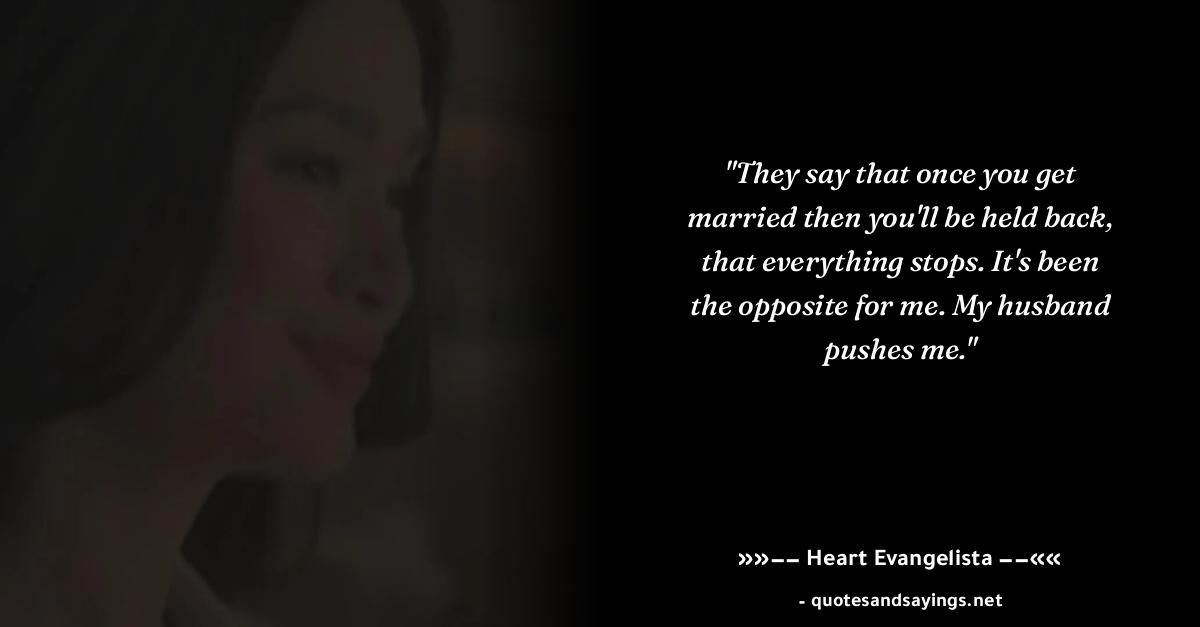 "They say that once you get
married then you'll be held back,
that everything stops. It's been
the opposite for me. My husband
pushes me."
»»–– Heart Evangelista ––««
- quotesandsayings.net